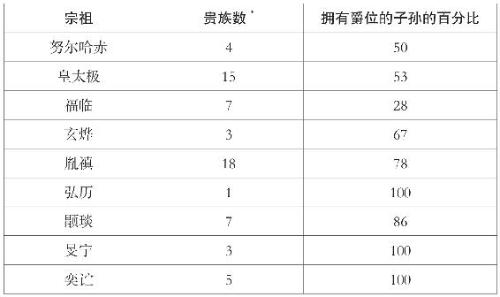 宗祖 贵族数* 拥有爵位的子孙的百分比
努尔哈赤 4 50
皇太极 15 53
福临 7 28
玄烨 3 67
胤禛 18 78
弘历 1 100
颙琰 7 86
旻宁 3 100
5 100